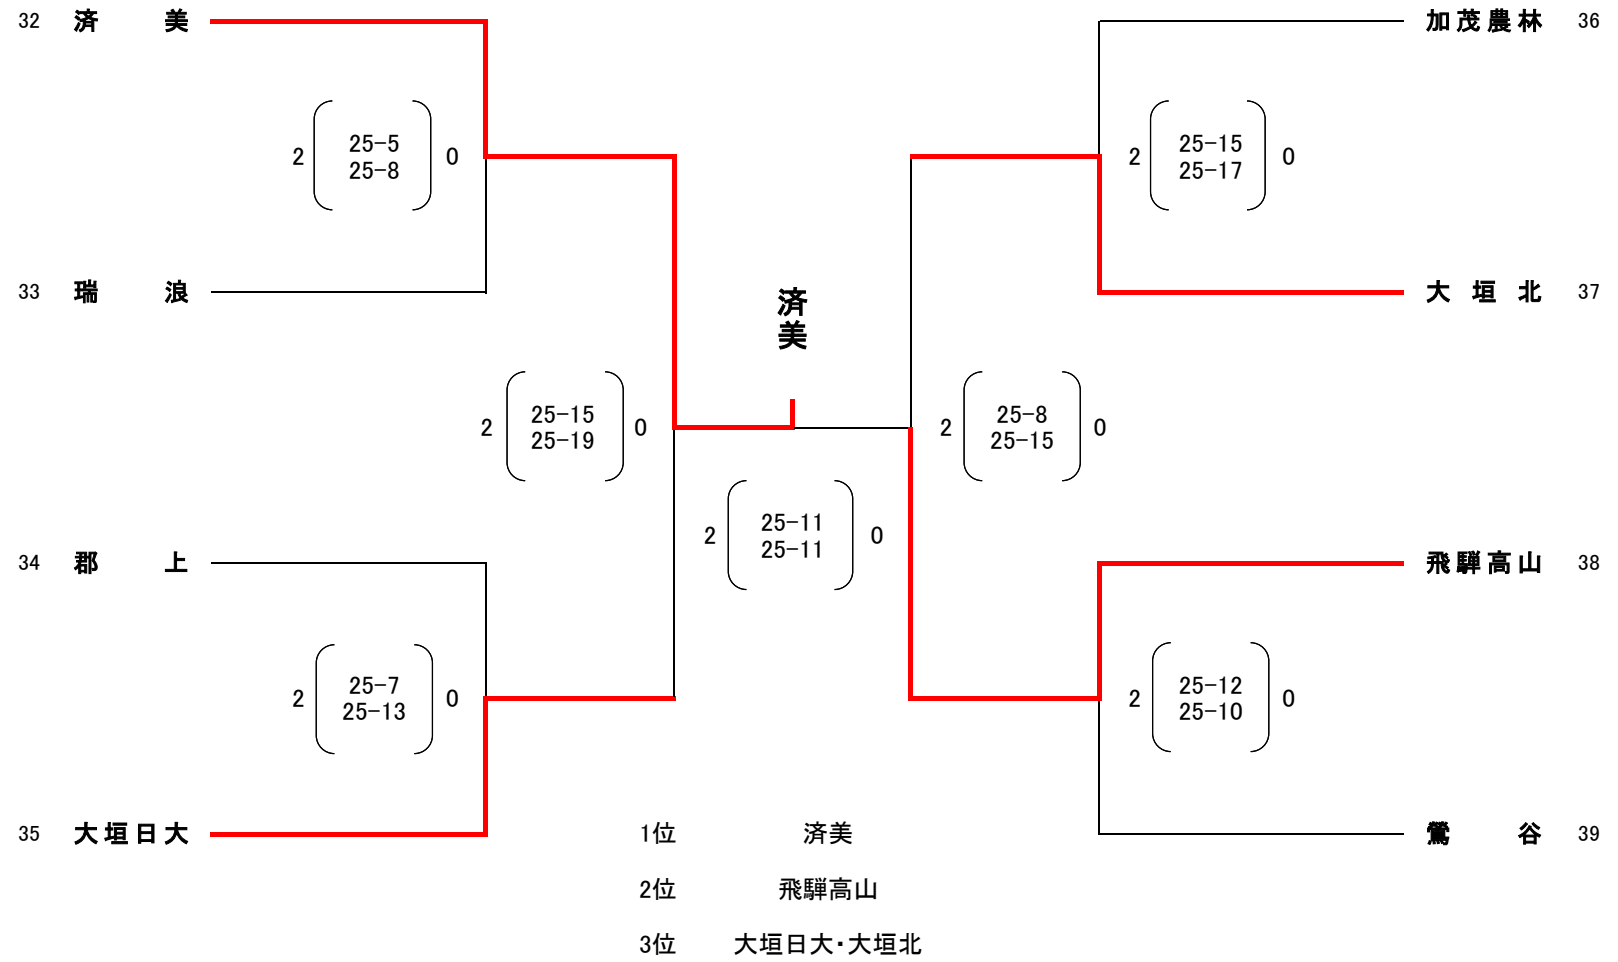 32 済 美
加茂農林 36
2 25-5 0
25-8
2 25-15 0
25-17
33 瑞 浪
済美
大 垣 北 37
2 25-15 0
25-19
2 25-8 0
25-15
2 25-11 0
25-11
34 郡 上
飛騨高山 38
2 25-7 0
25-13
2 25-12 0
25-10
35 大垣日大
鶯 谷 39
1位 済美
2位 飛騨高山
3位 大垣日大・大垣北